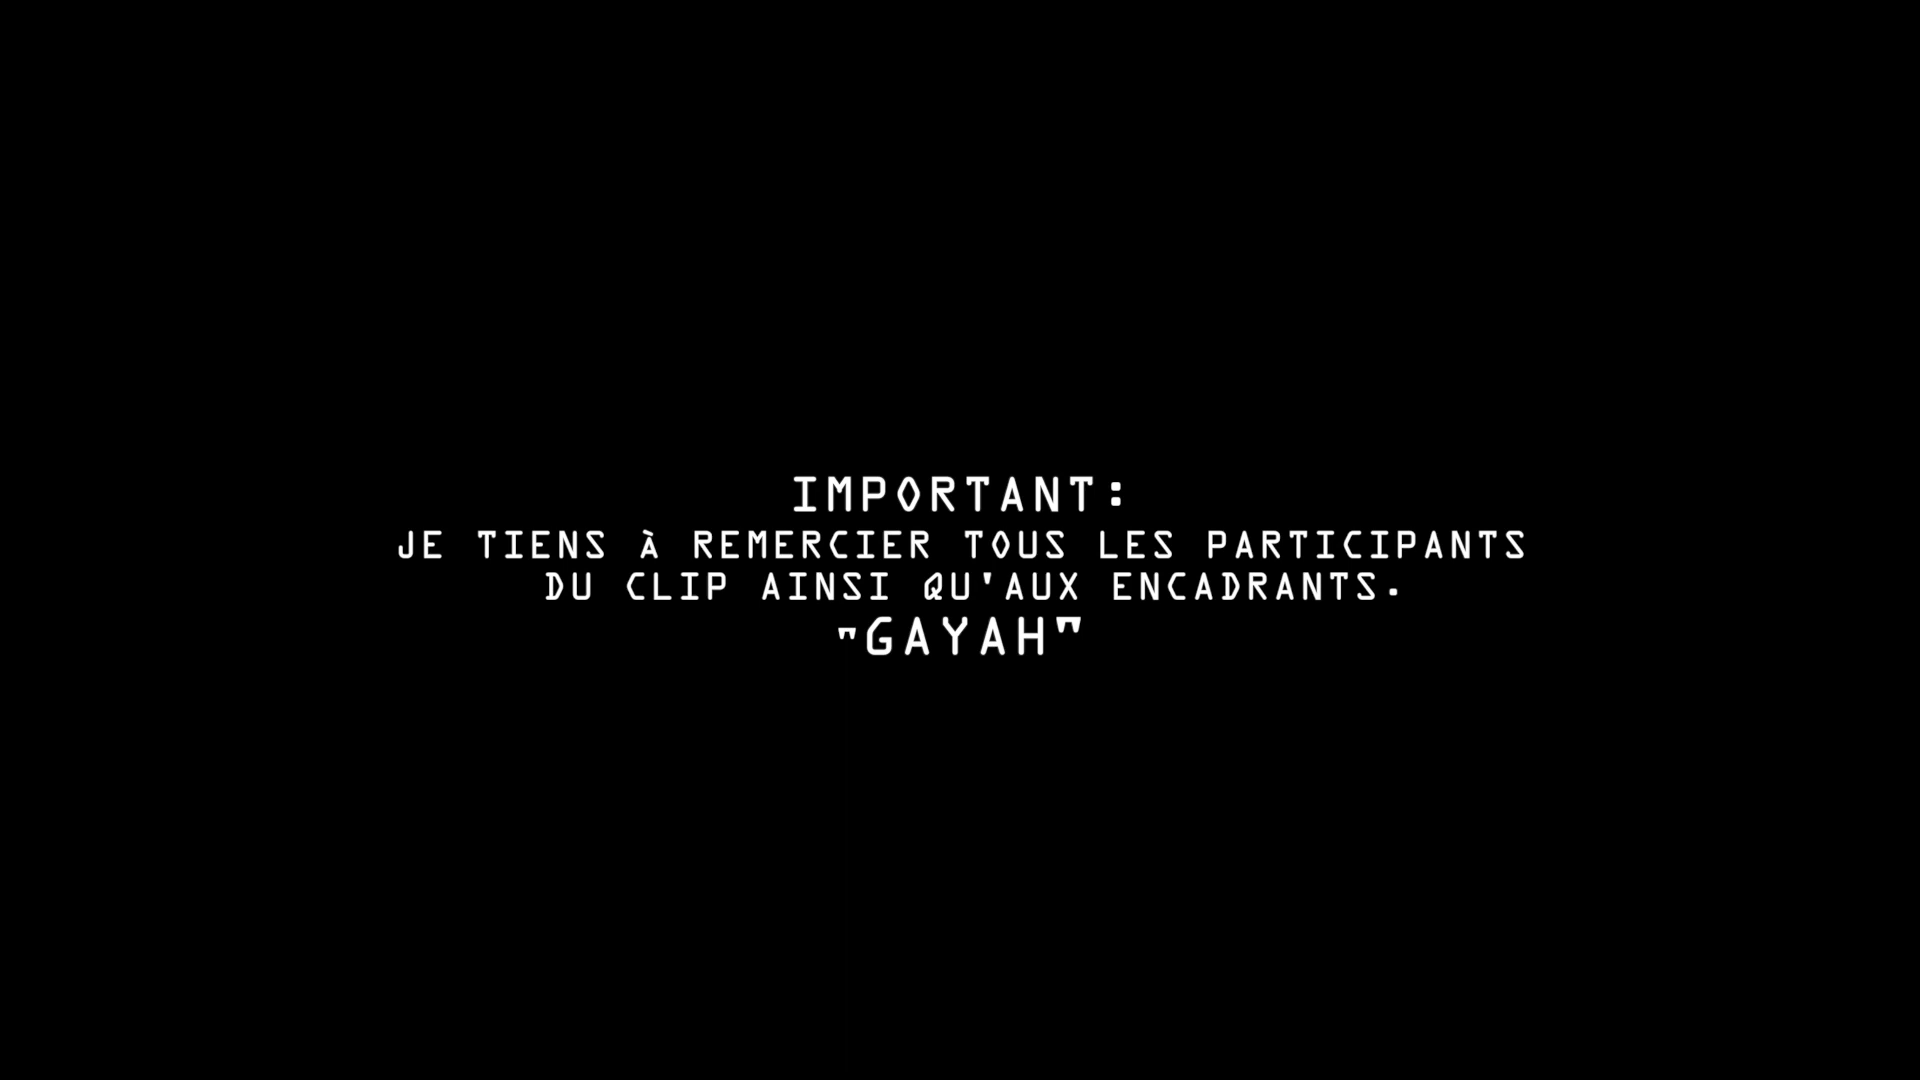 IMPORTANT:
JE TIENS À REMERCIER TOUS LES PARTICIPANTS
DU CLIP AINSI QU'AUX ENCADRANTS.
"GAYAH"